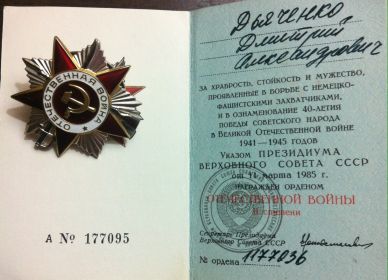 ОТЕЧЕСТВЕННАЯ ВОЙНА
А № 177095
Дьяченко
Дмитрий
Александрович
ЗА ХРАБРОСТЬ, СТОЙКОСТЬ И МУЖЕСТВО,
ПРОЯВЛЕННЫЕ В БОРЬБЕ С НЕМЕЦКО-
ФАШИСТСКИМИ ЗАХВАТЧИКАМИ,
И В ОЗНАМЕНОВАНИЕ 40-ЛЕТИЯ
ПОБЕДЫ СОВЕТСКОГО НАРОДА
В ВЕЛИКОЙ ОТЕЧЕСТВЕННОЙ ВОЙНЕ
1941—1945 ГОДОВ
УКАЗОМ ПРЕЗИДИУМА
ВЕРХОВНОГО СОВЕТА СССР
от 11 марта 1985 г.
НАГРАЖДЕН ОРДЕНОМ
ОТЕЧЕСТВЕННОЙ ВОЙНЫ
II степени
Секретарь Президиума
Верховного Совета СССР
№ ордена 1177036